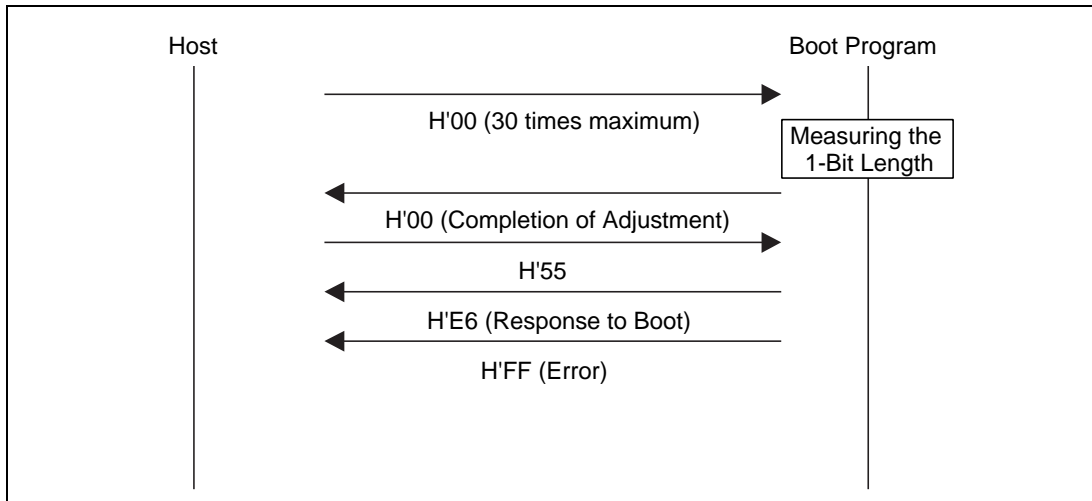 Host
Boot Program
H'00 (30 times maximum)
Measuring the
1-Bit Length
H'00 (Completion of Adjustment)
H'55
H'E6 (Response to Boot)
H'FF (Error)